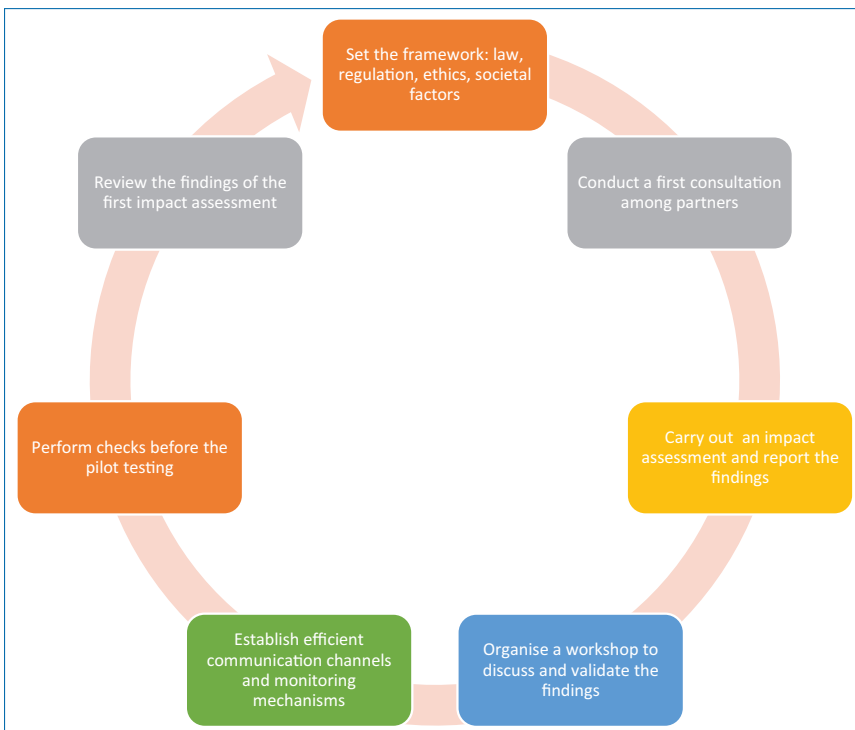 Set the framework: law,
regulation, ethics, societal
factors
Conduct a first consultation
among partners
Carry out  an impact
assessment and report the
findings
Organise a workshop to
discuss and validate the
findings
Establish efficient
communication channels
and monitoring
mechanisms
Perform checks before the
pilot testing
Review the findings of the
first impact assessment